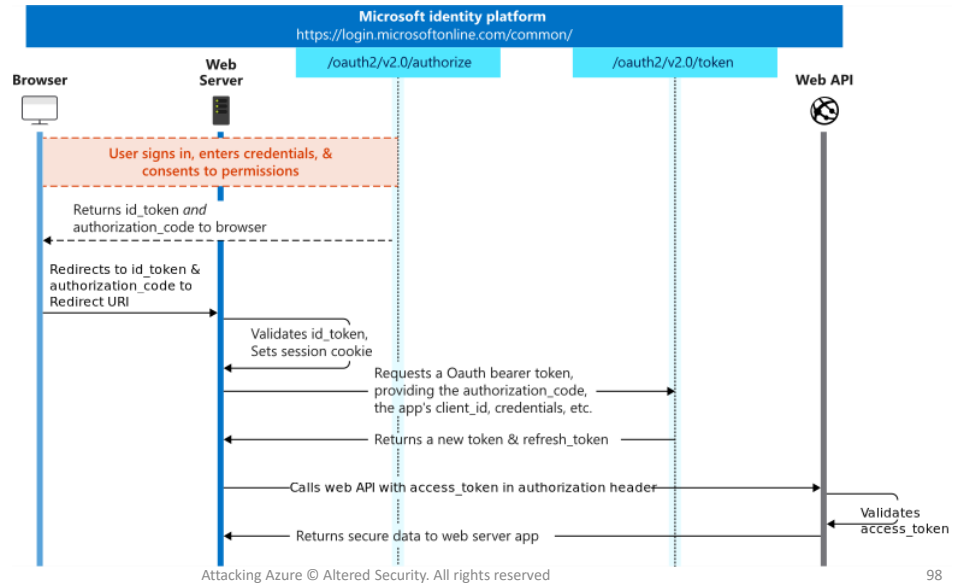 Microsoft identity platform
https://login.microsoftonline.com/common/
/oauth2/v2.0/authorize
/oauth2/v2.0/token
Browser
Web
Server
Web API
User signs in, enters credentials, &
consents to permissions
Returns id_token and
authorization_code to browser
Redirects to id_token &
authorization_code to
Redirect URI
Validates id_token,
Sets session cookie
Requests a Oauth bearer token,
providing the authorization_code,
the app's client_id, credentials, etc.
Returns a new token & refresh_token
Calls web API with access_token in authorization header
Validates
access_token
Returns secure data to web server app
Attacking Azure © Altered Security. All rights reserved
98